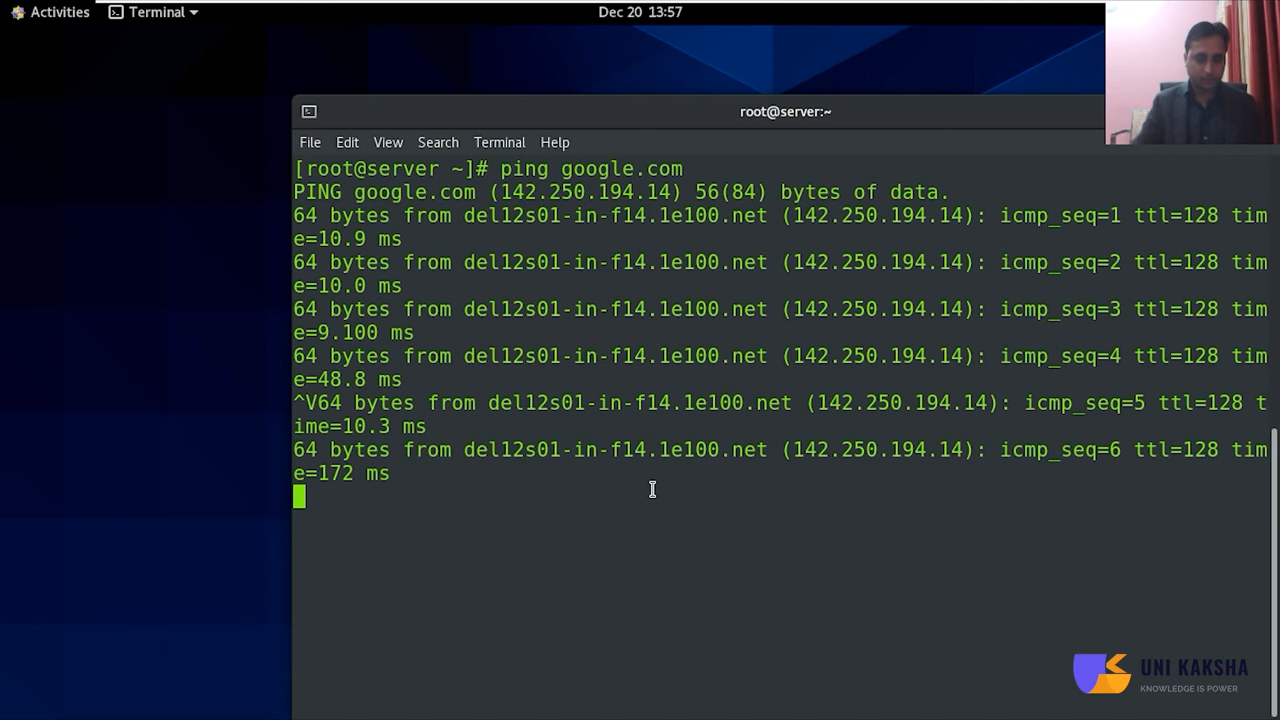 Activities Terminal Dec 20 13:57
root@server:~
File Edit View Search Terminal Help
[root@server ~]# ping google.com
PING google.com (142.250.194.14) 56(84) bytes of data.
64 bytes from del12s01-in-f14.1e100.net (142.250.194.14): icmp_seq=1 ttl=128 tim
e=10.9 ms
64 bytes from del12s01-in-f14.1e100.net (142.250.194.14): icmp_seq=2 ttl=128 tim
e=10.0 ms
64 bytes from del12s01-in-f14.1e100.net (142.250.194.14): icmp_seq=3 ttl=128 tim
e=9.100 ms
64 bytes from del12s01-in-f14.1e100.net (142.250.194.14): icmp_seq=4 ttl=128 tim
e=48.8 ms
^V64 bytes from del12s01-in-f14.1e100.net (142.250.194.14): icmp_seq=5 ttl=128 t
ime=10.3 ms
64 bytes from del12s01-in-f14.1e100.net (142.250.194.14): icmp_seq=6 ttl=128 tim
e=172 ms
UNI KAKSHA
KNOWLEDGE IS POWER